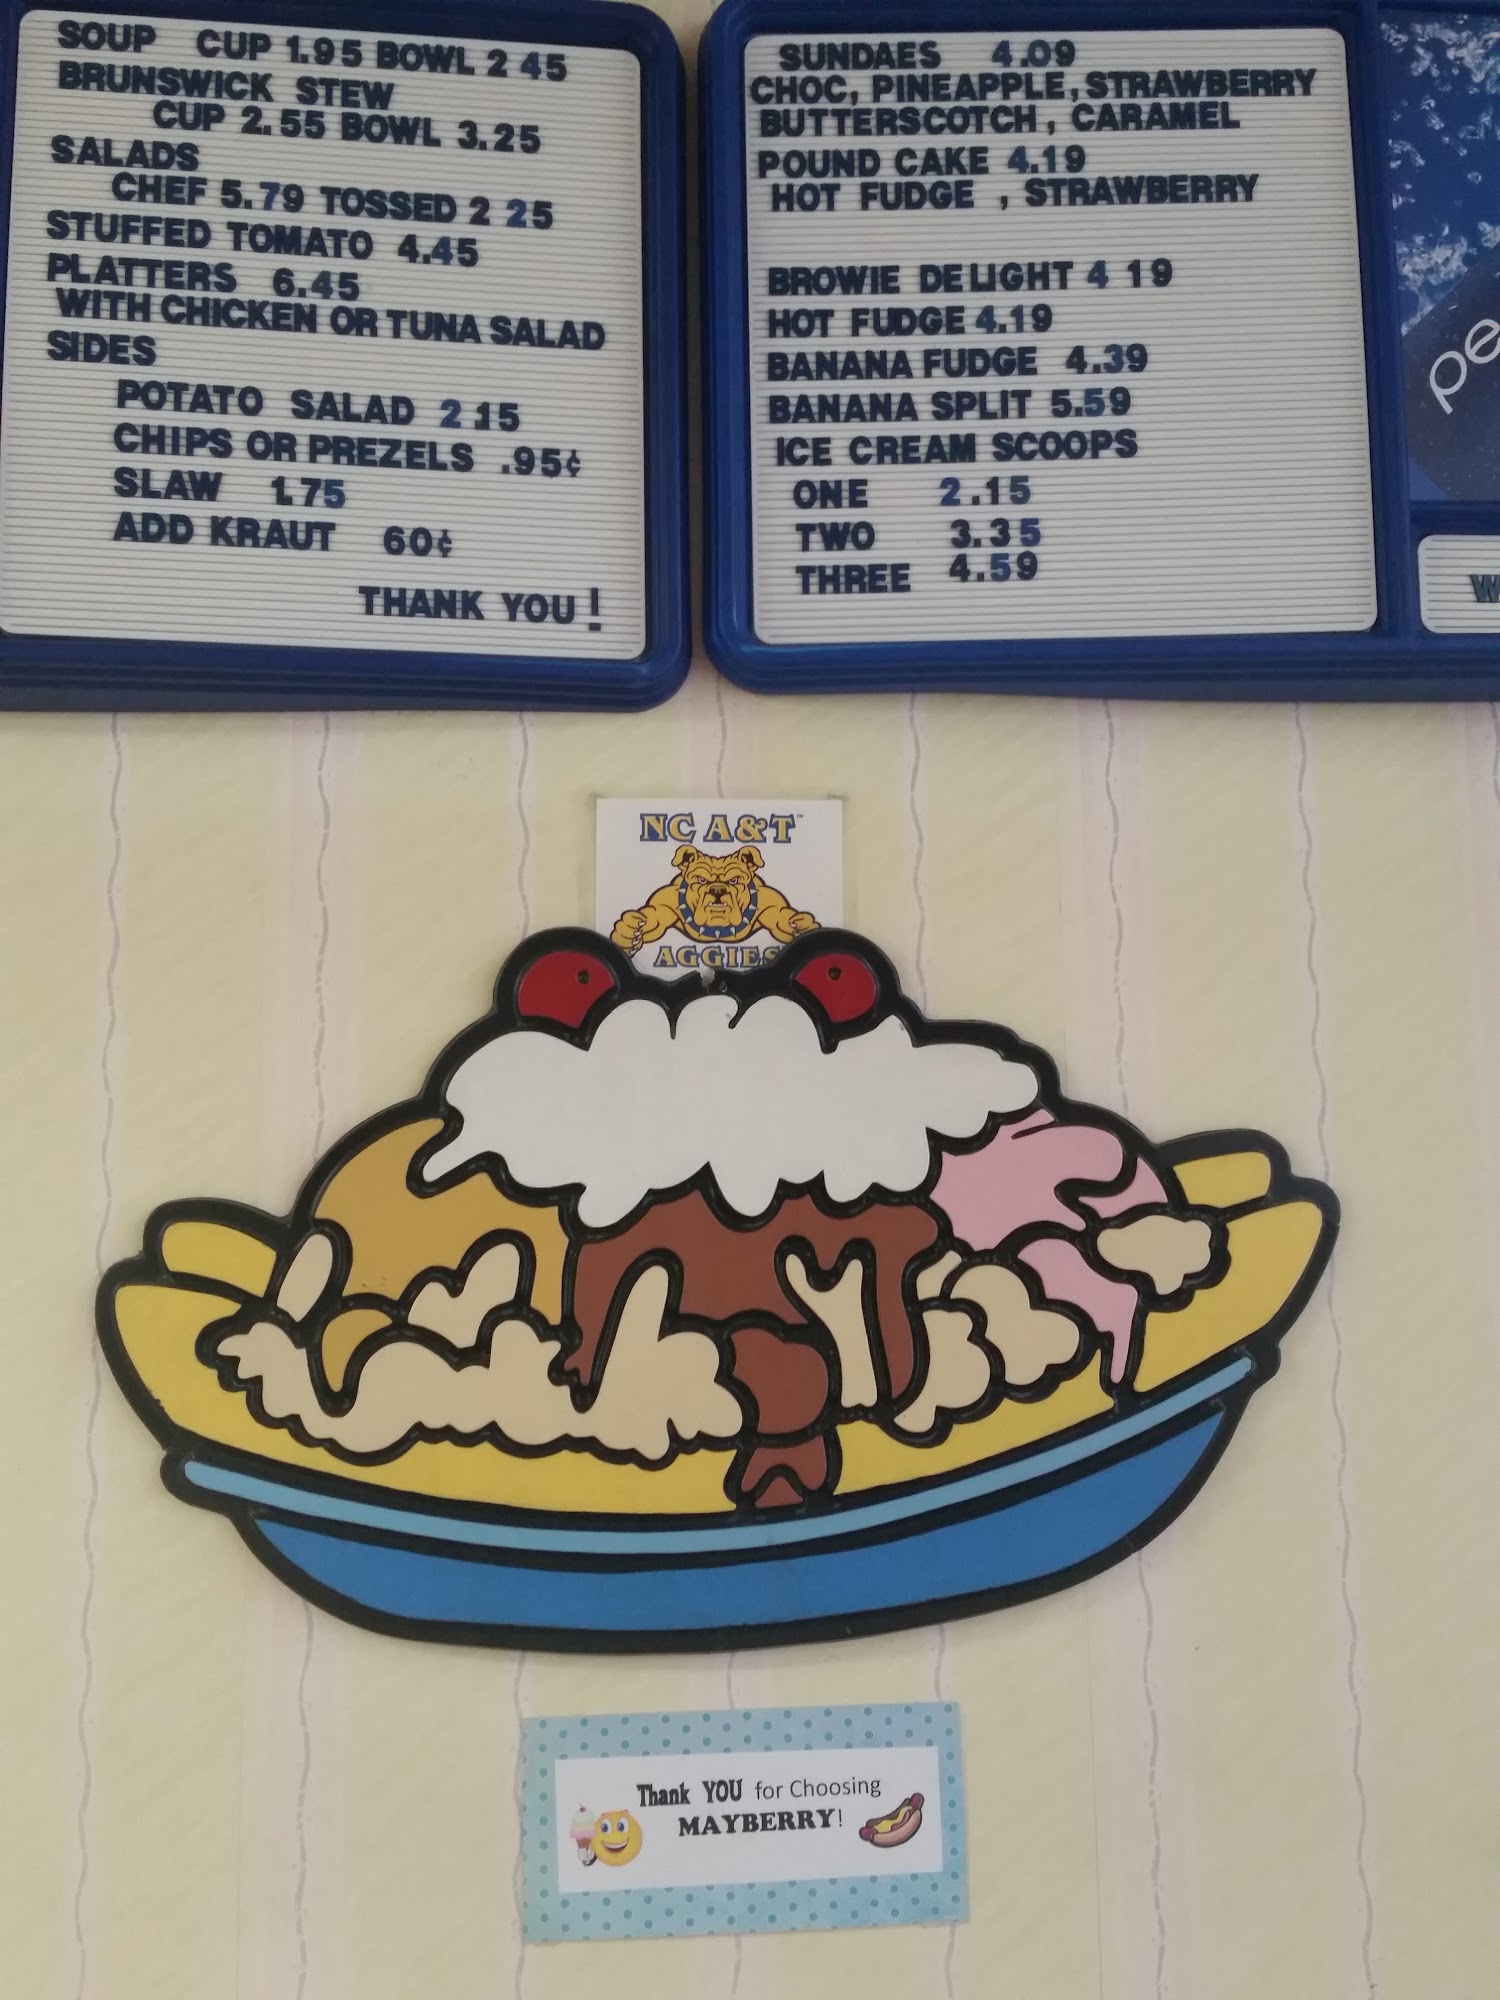 SOUP CUP 1.95 BOWL 2 45
BRUNSWICK STEW
CUP 2.55 BOWL 3.25
SALADS
CHEF 5.79 TOSSED 2 25
STUFFED TOMATO 4.45
PLATTERS 6.45
WITH CHICKEN OR TUNA SALAD
SIDES
POTATO SALAD 2.15
CHIPS OR PREZELS .95¢
SLAW 1.75
ADD KRAUT 60¢
THANK YOU!
SUNDAES 4.09
CHOC, PINEAPPLE, STRAWBERRY
BUTTERSCOTCH, CARAMEL
POUND CAKE 4.19
HOT FUDGE , STRAWBERRY
BROWIE DELIGHT 4 19
HOT FUDGE 4.19
BANANA FUDGE 4.39
BANANA SPLIT 5.59
ICE CREAM SCOOPS
ONE 2.15
TWO 3.35
THREE 4.59
pe
W
NC A&T™
AGGIES
Thank YOU for Choosing
MAYBERRY!